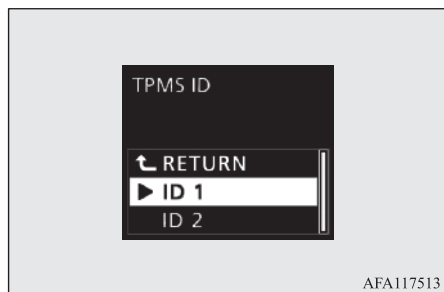 TPMS ID
RETURN
ID 1
ID 2
AFA117513